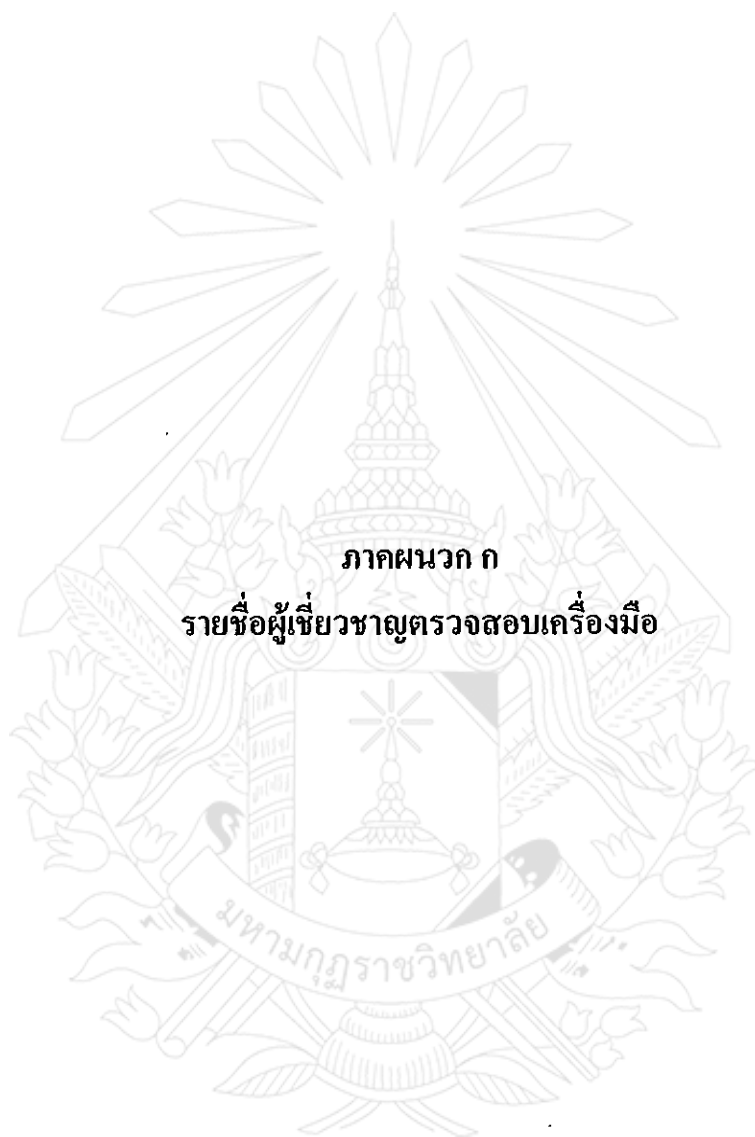 ภาคผนวก ก
รายชื่อผู้เชี่ยวชาญตรวจสอบเครื่องมือ
มหามกุฏราชวิทยาลัย